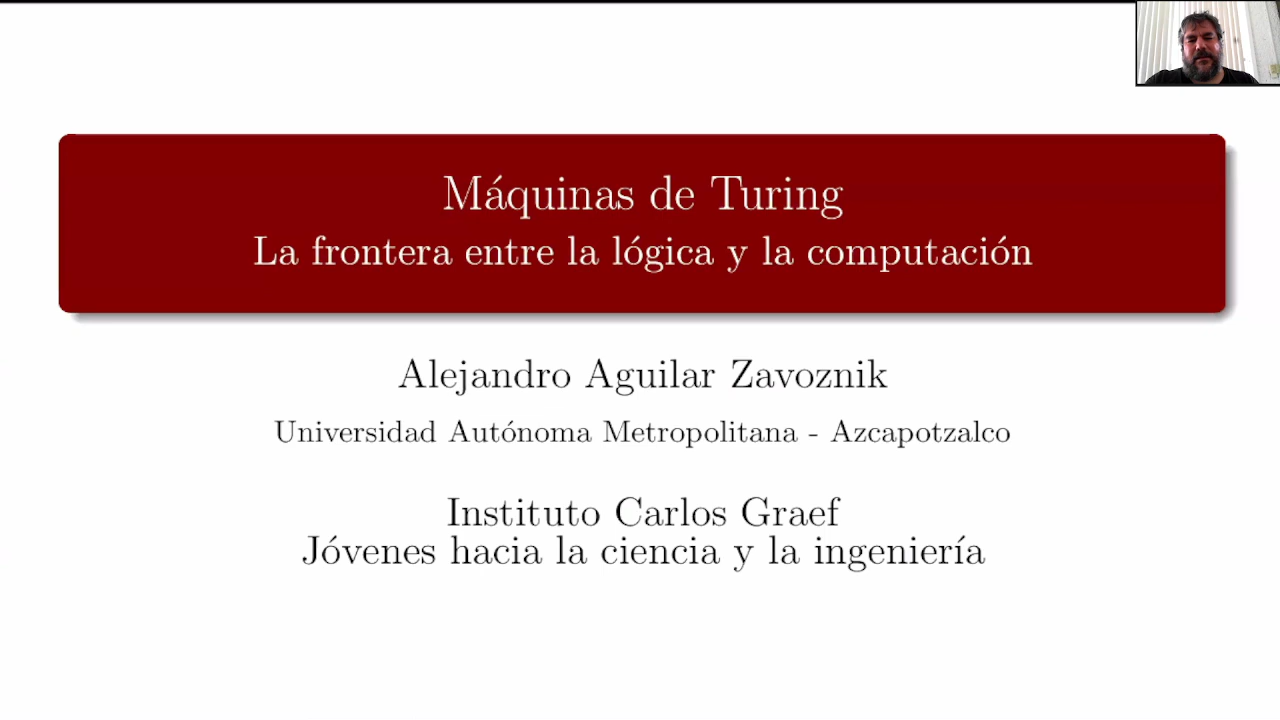 Máquinas de Turing
La frontera entre la lógica y la computación
Alejandro Aguilar Zavoznik
Universidad Autónoma Metropolitana - Azcapotzalco
Instituto Carlos Graef
Jóvenes hacia la ciencia y la ingeniería